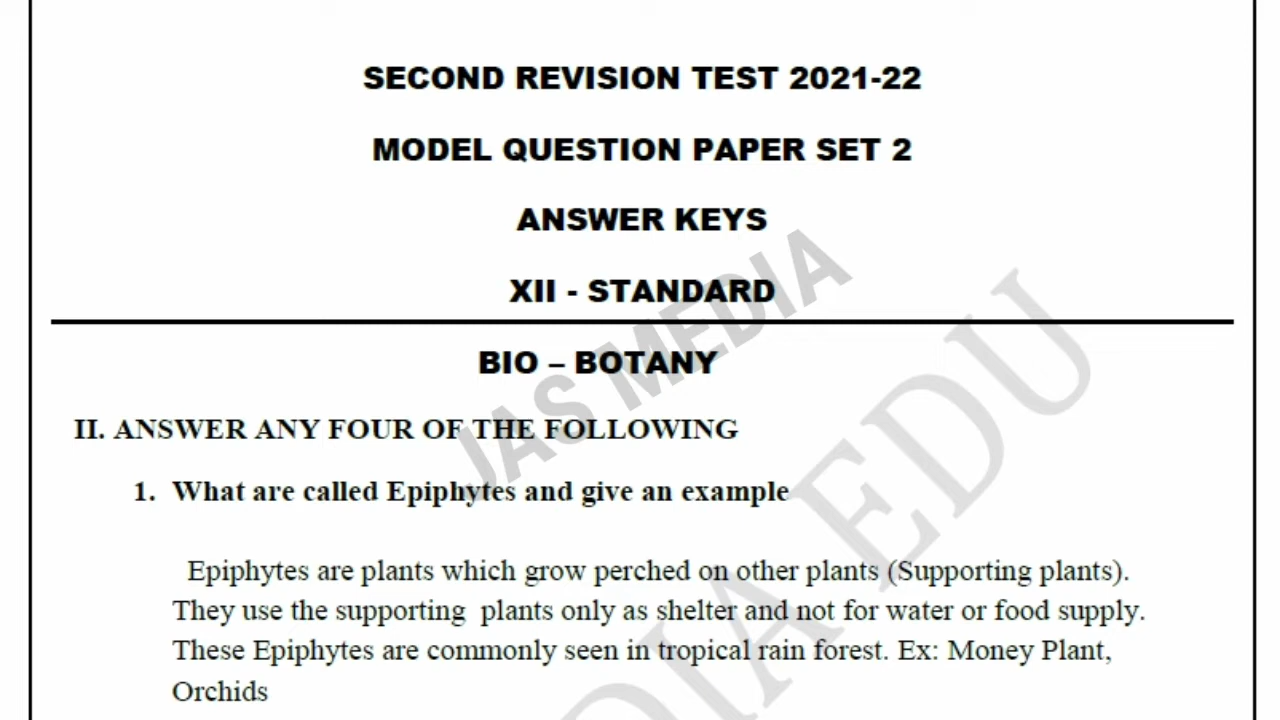 SECOND REVISION TEST 2021-22
MODEL QUESTION PAPER SET 2
ANSWER KEYS
XII - STANDARD
BIO – BOTANY
JAS MEDIA
II. ANSWER ANY FOUR OF THE FOLLOWING
1. What are called Epiphytes and give an example
Epiphytes are plants which grow perched on other plants (Supporting plants).
They use the supporting plants only as shelter and not for water or food supply.
These Epiphytes are commonly seen in tropical rain forest. Ex: Money Plant,
Orchids
DIA EDU